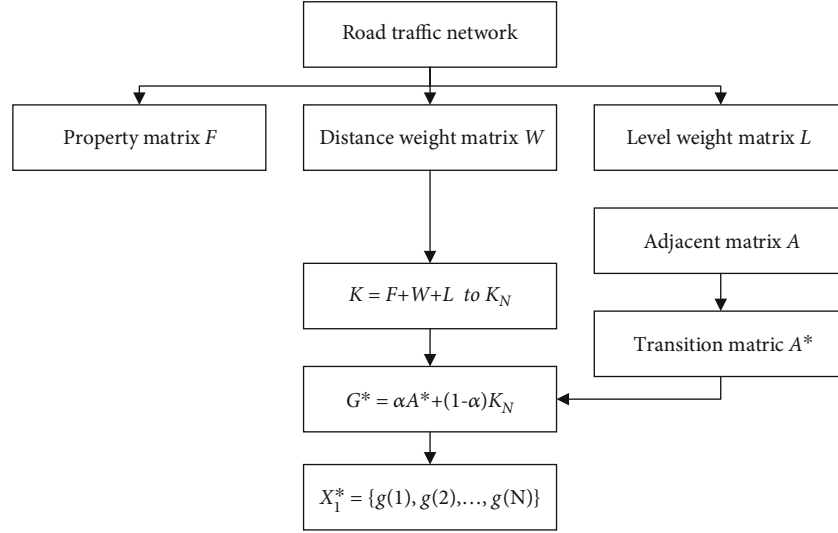 Road traffic network
Property matrix F
Distance weight matrix W
Level weight matrix L
Adjacent matrix A
K = F+W+L to K_N
Transition matric A*
G* = αA*+(1-α)K_N
X₁* = {g(1), g(2),..., g(N)}